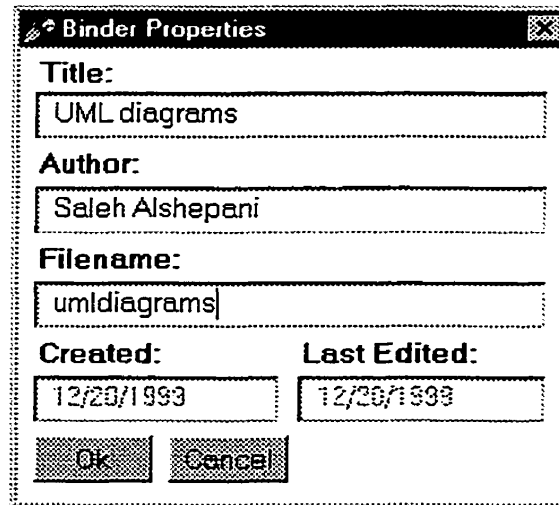 Binder Properties
Title:
UML diagrams
Author:
Saleh Alshepani
Filename:
umldiagrams
Created: Last Edited:
12/20/1999 12/30/1999
Ok Cancel